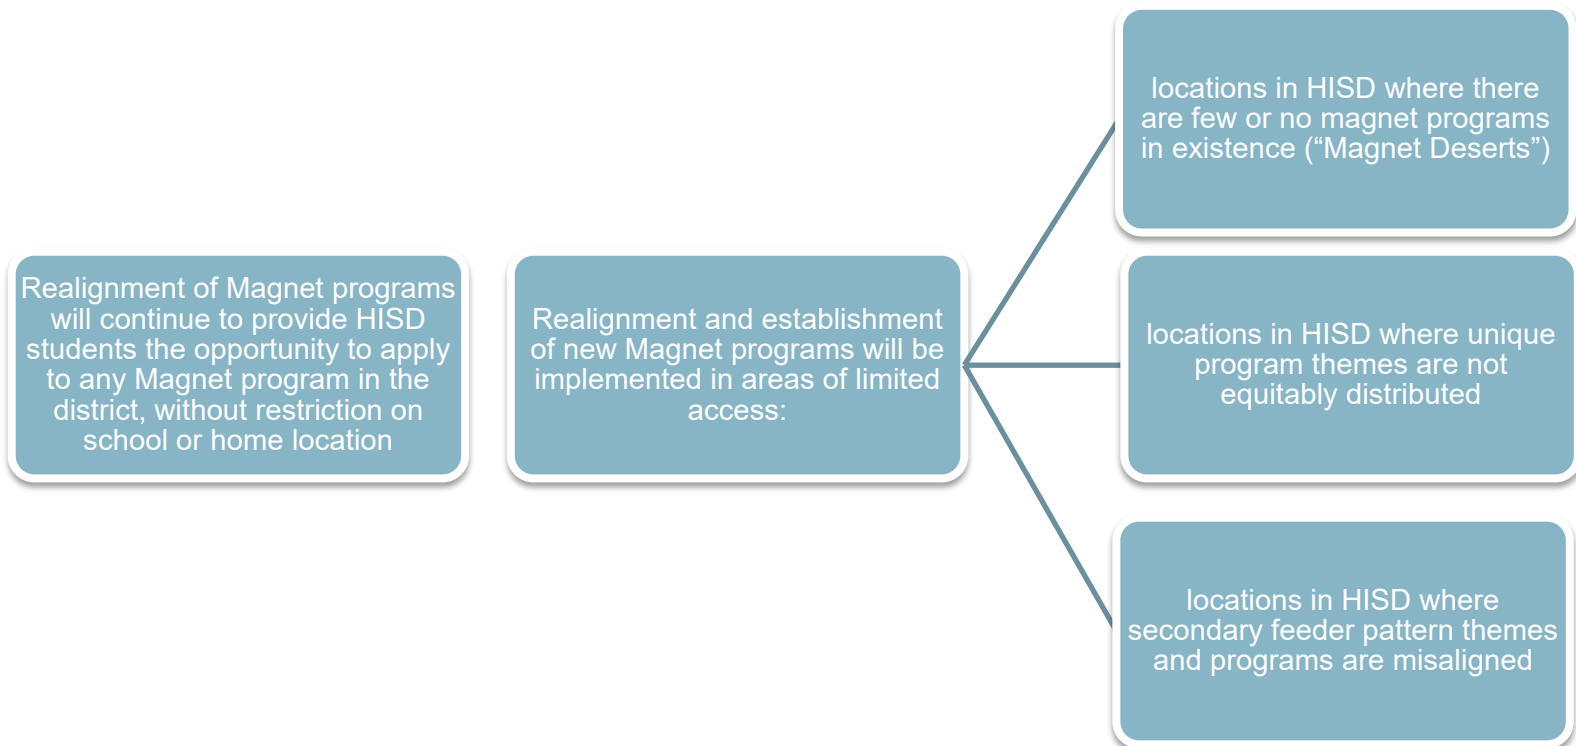 Realignment of Magnet programs
will continue to provide HISD
students the opportunity to apply
to any Magnet program in the
district, without restriction on
school or home location
Realignment and establishment
of new Magnet programs will be
implemented in areas of limited
access:
locations in HISD where there
are few or no magnet programs
in existence (“Magnet Deserts”)
locations in HISD where unique
program themes are not
equitably distributed
locations in HISD where
secondary feeder pattern themes
and programs are misaligned